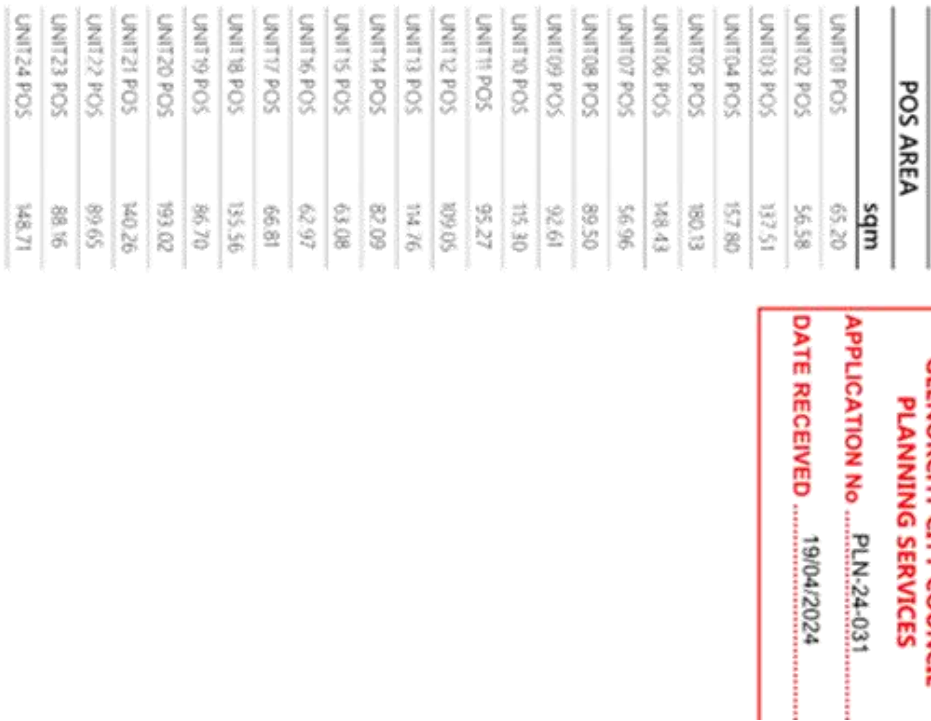 POS AREA
sqm
UNIT01 POS 65.20
UNIT02 POS 56.58
UNIT03 POS 137.51
UNIT04 POS 157.80
UNIT05 POS 180.13
UNIT06 POS 148.43
UNIT07 POS 56.96
UNIT08 POS 89.50
UNIT09 POS 92.61
UNIT10 POS 115.30
UNIT11 POS 95.27
UNIT12 POS 109.05
UNIT13 POS 114.76
UNIT14 POS 82.09
UNIT15 POS 63.08
UNIT16 POS 62.97
UNIT17 POS 66.81
UNIT18 POS 135.56
UNIT19 POS 86.70
UNIT20 POS 193.02
UNIT21 POS 140.26
UNIT22 POS 89.65
UNIT23 POS 88.16
UNIT24 POS 148.71
PLANNING SERVICES
APPLICATION No PLN-24-031
DATE RECEIVED 19/04/2024